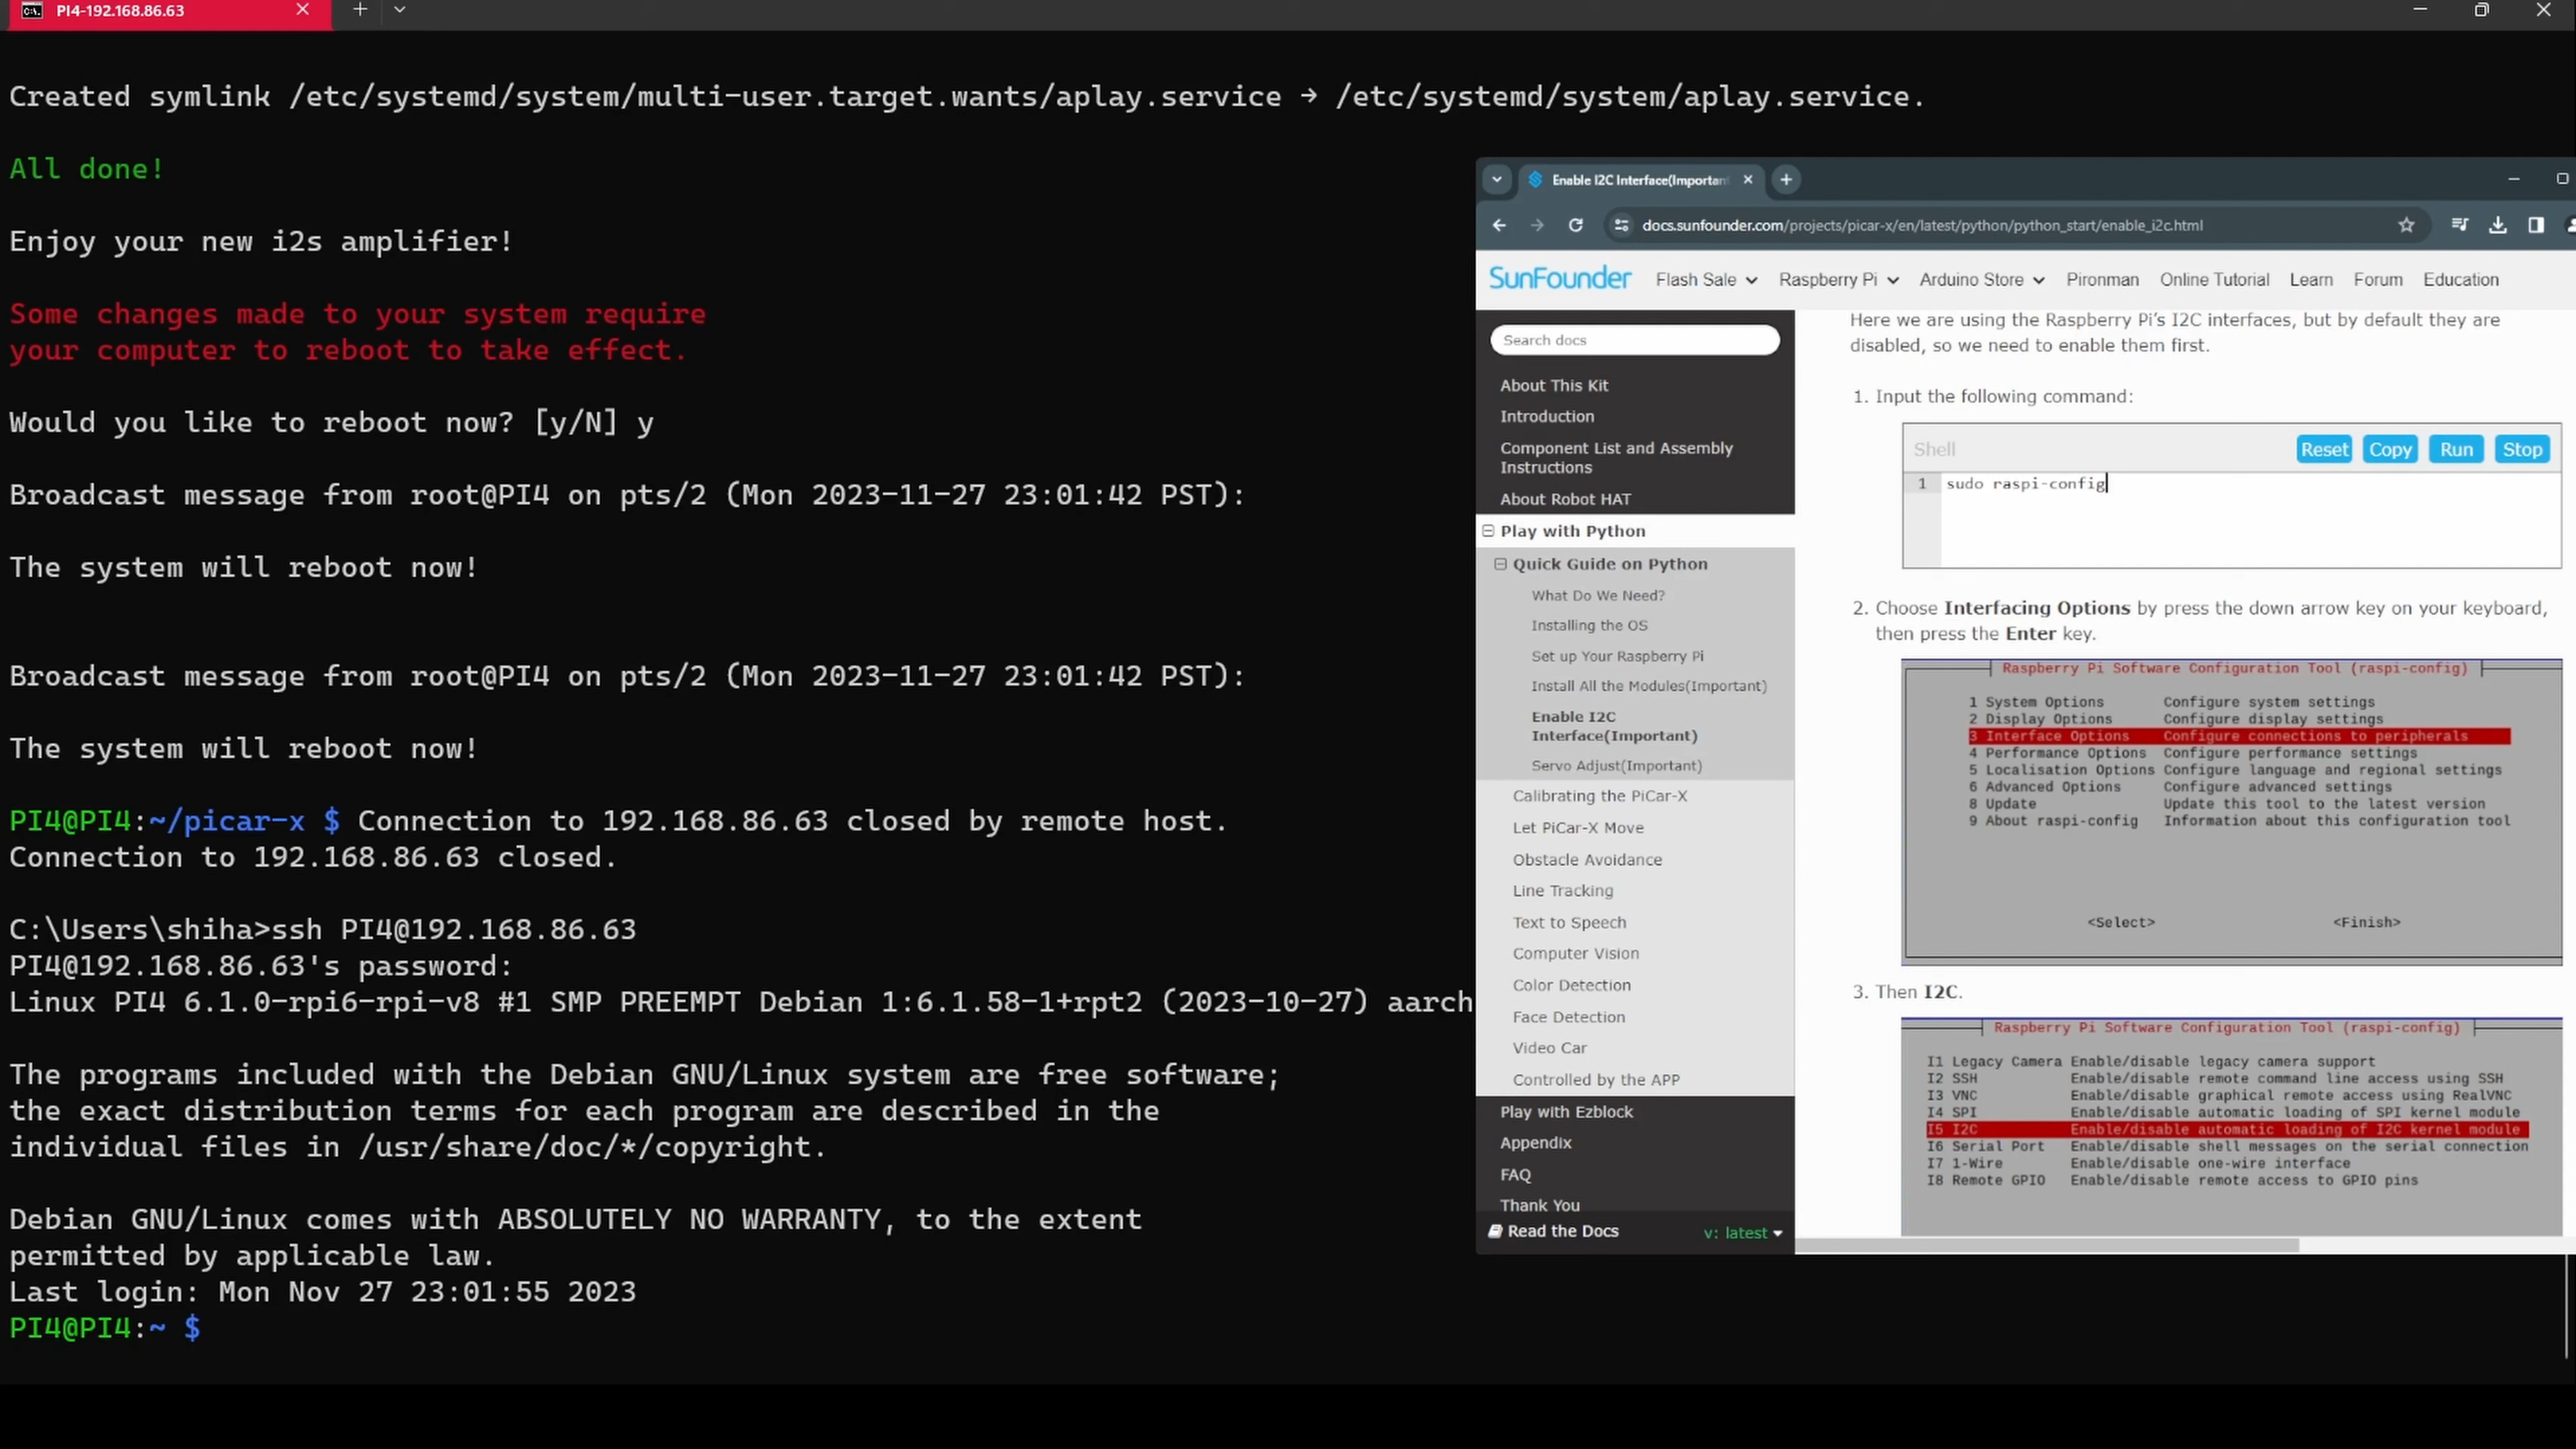 PI4-192.168.86.63
Created symlink /etc/systemd/system/multi-user.target.wants/aplay.service → /etc/systemd/system/aplay.service.
All done!
Enjoy your new i2s amplifier!
Some changes made to your system require
your computer to reboot to take effect.
Would you like to reboot now? [y/N] y
Broadcast message from root@PI4 on pts/2 (Mon 2023-11-27 23:01:42 PST):
The system will reboot now!
Broadcast message from root@PI4 on pts/2 (Mon 2023-11-27 23:01:42 PST):
The system will reboot now!
PI4@PI4:~/picar-x $ Connection to 192.168.86.63 closed by remote host.
Connection to 192.168.86.63 closed.
C:\Users\shiha>ssh PI4@192.168.86.63
PI4@192.168.86.63's password:
Linux PI4 6.1.0-rpi6-rpi-v8 #1 SMP PREEMPT Debian 1:6.1.58-1+rpt2 (2023-10-27) aarch
The programs included with the Debian GNU/Linux system are free software;
the exact distribution terms for each program are described in the
individual files in /usr/share/doc/*/copyright.
Debian GNU/Linux comes with ABSOLUTELY NO WARRANTY, to the extent
permitted by applicable law.
Last login: Mon Nov 27 23:01:55 2023
PI4@PI4:~ $
Enable I2C Interface(Importan
docs.sunfounder.com/projects/picar-x/en/latest/python/python_start/enable_i2c.html
SunFounder Flash Sale Raspberry Pi Arduino Store Pironman Online Tutorial Learn Forum Education
Search docs
About This Kit
Introduction
Component List and Assembly
Instructions
About Robot HAT
Play with Python
Quick Guide on Python
What Do We Need?
Installing the OS
Set up Your Raspberry Pi
Install All the Modules(Important)
Enable I2C
Interface(Important)
Servo Adjust(Important)
Calibrating the PiCar-X
Let PiCar-X Move
Obstacle Avoidance
Line Tracking
Text to Speech
Computer Vision
Color Detection
Face Detection
Video Car
Controlled by the APP
Play with Ezblock
Appendix
FAQ
Thank You
Read the Docs v: latest
Here we are using the Raspberry Pi's I2C interfaces, but by default they are
disabled, so we need to enable them first.
1. Input the following command:
Shell Reset Copy Run Stop
1 sudo raspi-config
2. Choose Interfacing Options by press the down arrow key on your keyboard,
then press the Enter key.
Raspberry Pi Software Configuration Tool (raspi-config)
1 System Options Configure system settings
2 Display Options Configure display settings
3 Interface Options Configure connections to peripherals
4 Performance Options Configure performance settings
5 Localisation Options Configure language and regional settings
6 Advanced Options Configure advanced settings
8 Update Update this tool to the latest version
9 About raspi-config Information about this configuration tool
<Select> <Finish>
3. Then I2C.
Raspberry Pi Software Configuration Tool (raspi-config)
I1 Legacy Camera Enable/disable legacy camera support
I2 SSH Enable/disable remote command line access using SSH
I3 VNC Enable/disable graphical remote access using RealVNC
I4 SPI Enable/disable automatic loading of SPI kernel module
I5 I2C Enable/disable automatic loading of I2C kernel module
I6 Serial Port Enable/disable shell messages on the serial connection
I7 1-Wire Enable/disable one-wire interface
I8 Remote GPIO Enable/disable remote access to GPIO pins